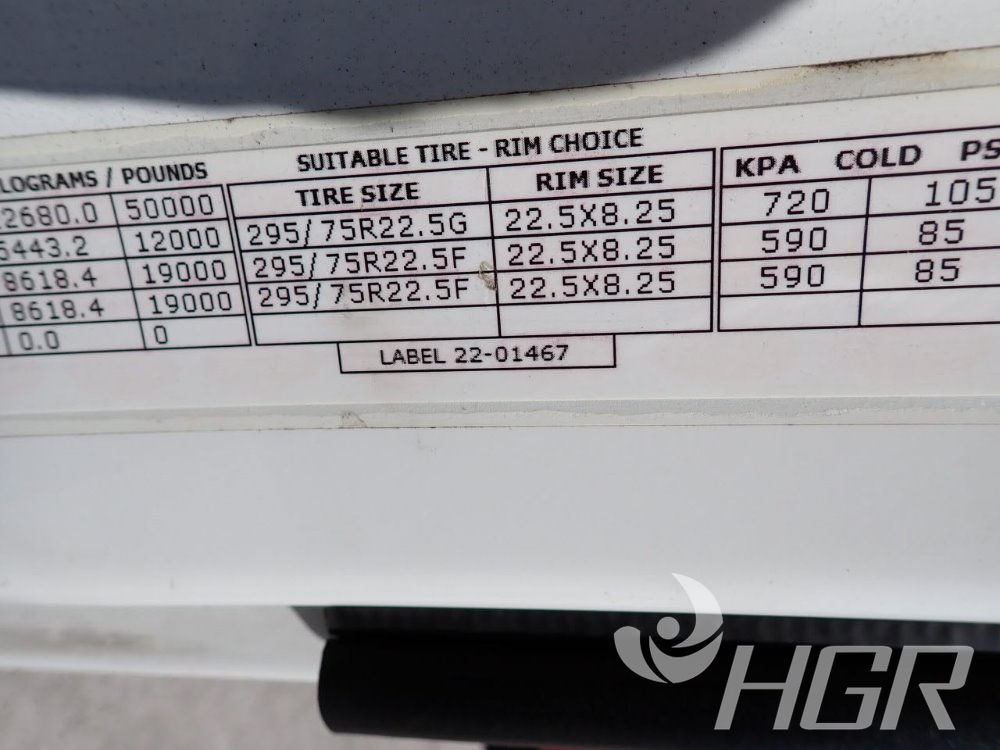 SUITABLE TIRE - RIM CHOICE
/ POUNDS TIRE SIZE RIM SIZE KPA COLD
50000 295/75R22.5G 22.5X8.25 720 105
12000 295/75R22.5F 22.5X8.25 590 85
8618.4 19000 295/75R22.5F 22.5X8.25 590 85
8618.4 19000
0.0 0
LABEL 22-01467
HGR